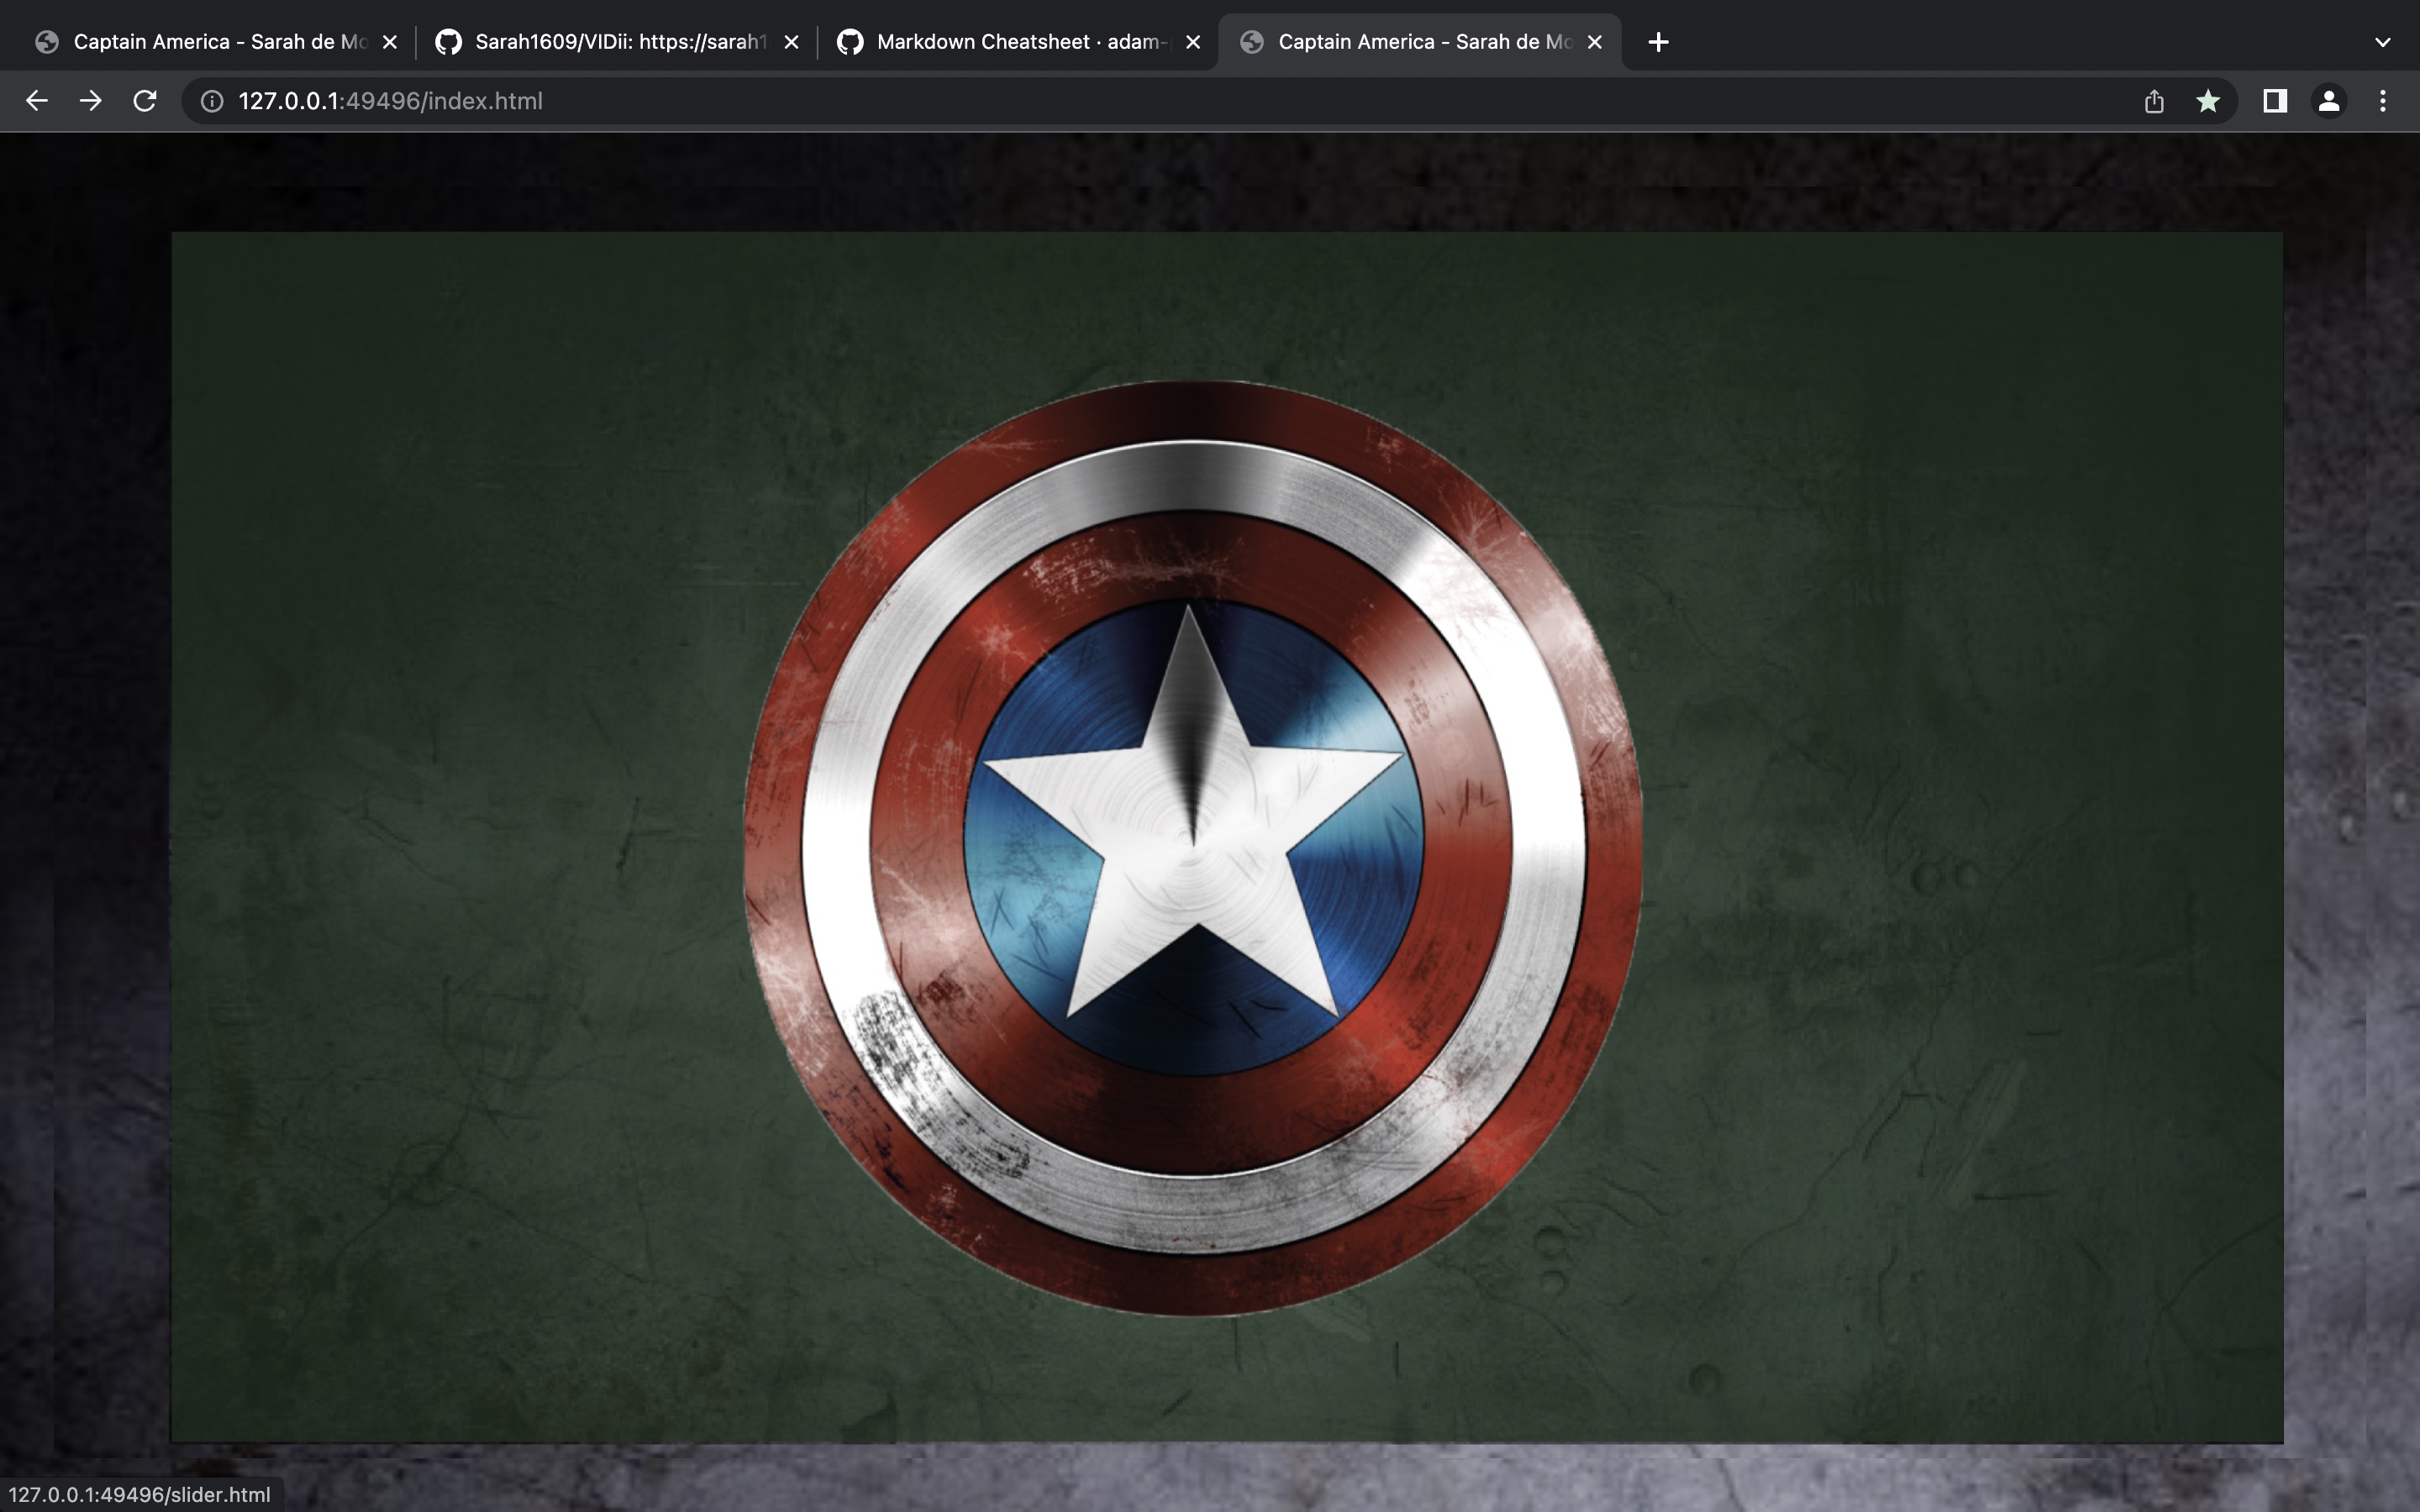 Captain America - Sarah de Mo
Sarah1609/VIDii: https://sarah1
Markdown Cheatsheet · adam-
Captain America - Sarah de Mo
127.0.0.1:49496/index.html
127.0.0.1:49496/slider.html